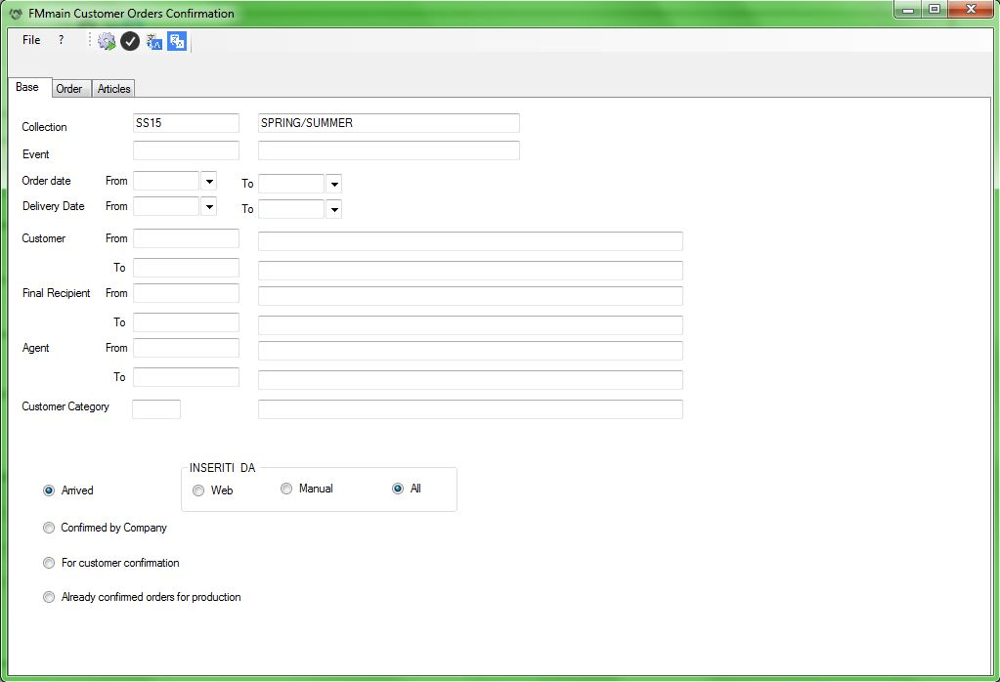 FMmain Customer Orders Confirmation
File ?
Base Order Articles
Collection SS15 SPRING/SUMMER
Event
Order date From To
Delivery Date From To
Customer From
To
Final Recipient From
To
Agent From
To
Customer Category
INSERITI DA
Arrived Web Manual All
Confirmed by Company
For customer confirmation
Already confirmed orders for production